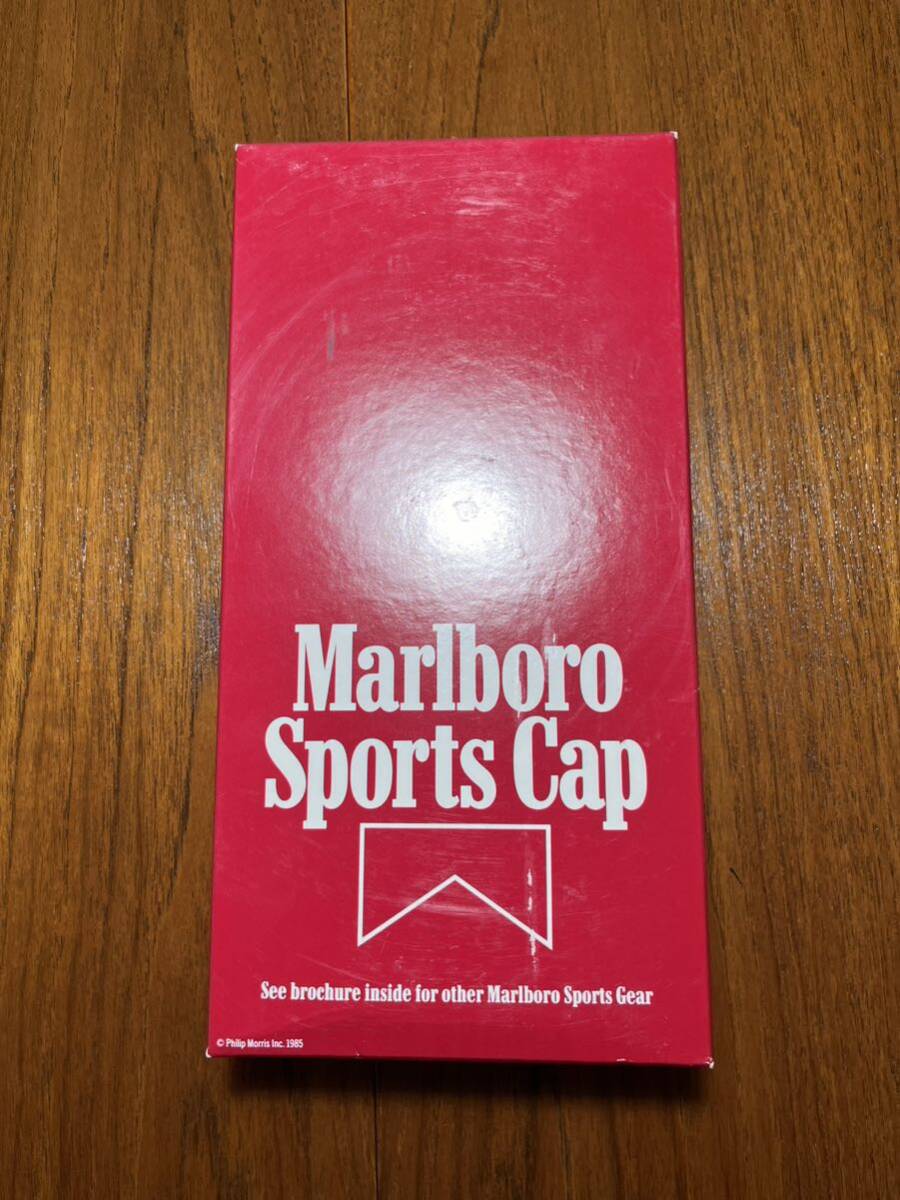 Marlboro
Sports Cap
See brochure inside for other Marlboro Sports Gear
© Philip Morris Inc. 1985